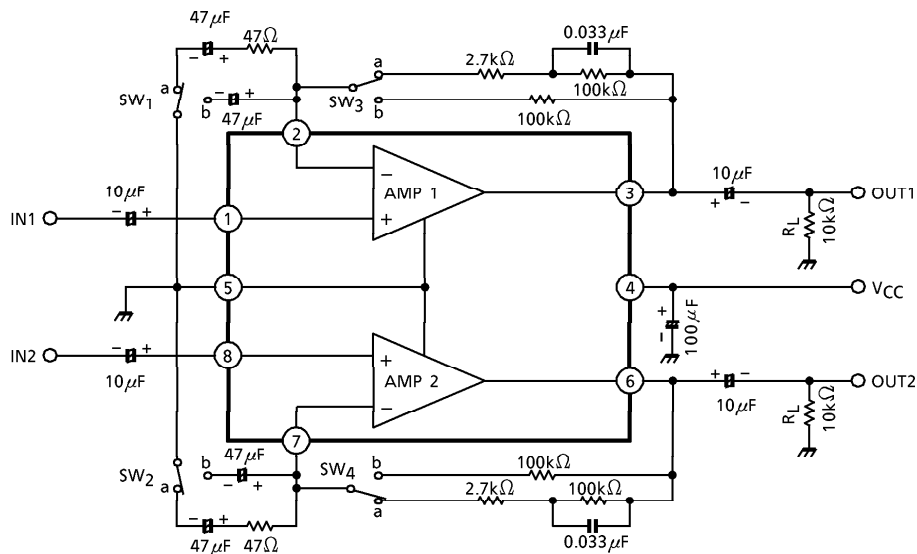 47μF
47Ω
0.033μF
2.7kΩ
100kΩ
a
a
SW1
b
47μF
SW3
b
100kΩ
2
10μF
AMP 1
3
10μF
OUT1
IN1
1
RL
10kΩ
5
4
VCC
100μF
IN2
8
10μF
AMP 2
6
10μF
OUT2
RL
10kΩ
7
SW2
b
47μF
a
SW4
b
100kΩ
a
2.7kΩ
100kΩ
47μF
47Ω
0.033μF